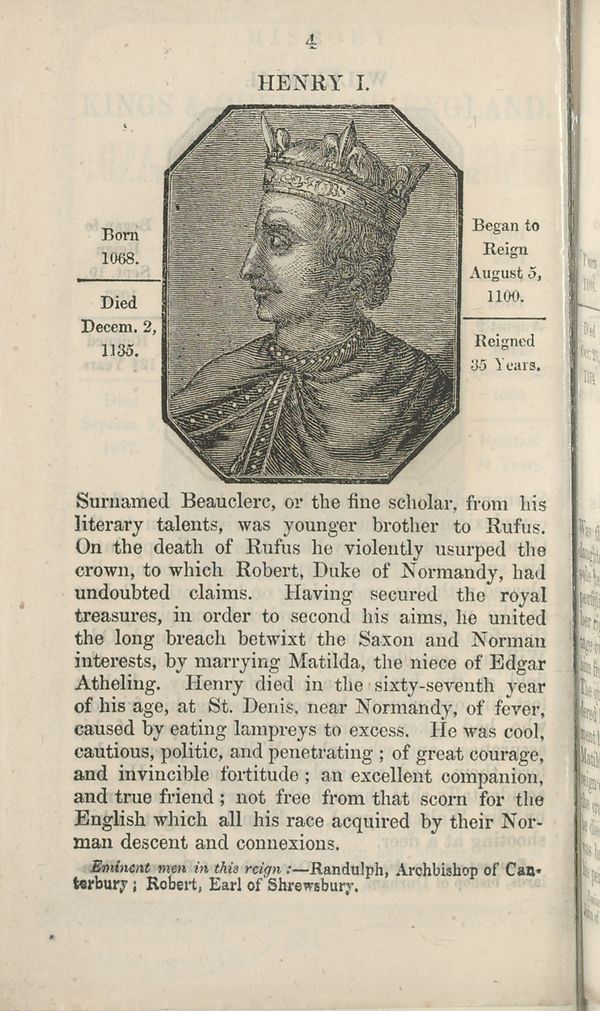 4
HENRY I.
Born
1068.
Died
Decem. 2,
1135.
Began to
Reign
August 5,
1100.
Reigned
35 Years.
Surnamed Beauclerc, or the fine scholar, from his
literary talents, was younger brother to Rufus.
On the death of Rufus he violently usurped the
crown, to which Robert, Duke of Normandy, had
undoubted claims. Having secured the royal
treasures, in order to second his aims, he united
the long breach betwixt the Saxon and Norman
interests, by marrying Matilda, the niece of Edgar
Atheling. Henry died in the sixty-seventh year
of his age, at St. Denis, near Normandy, of fever,
caused by eating lampreys to excess. He was cool,
cautious, politic, and penetrating ; of great courage,
and invincible fortitude ; an excellent companion,
and true friend ; not free from that scorn for the
English which all his race acquired by their Nor-
man descent and connexions.
Eminent men in this reign :—Randulph, Archbishop of Can-
terbury ; Robert, Earl of Shrewsbury.